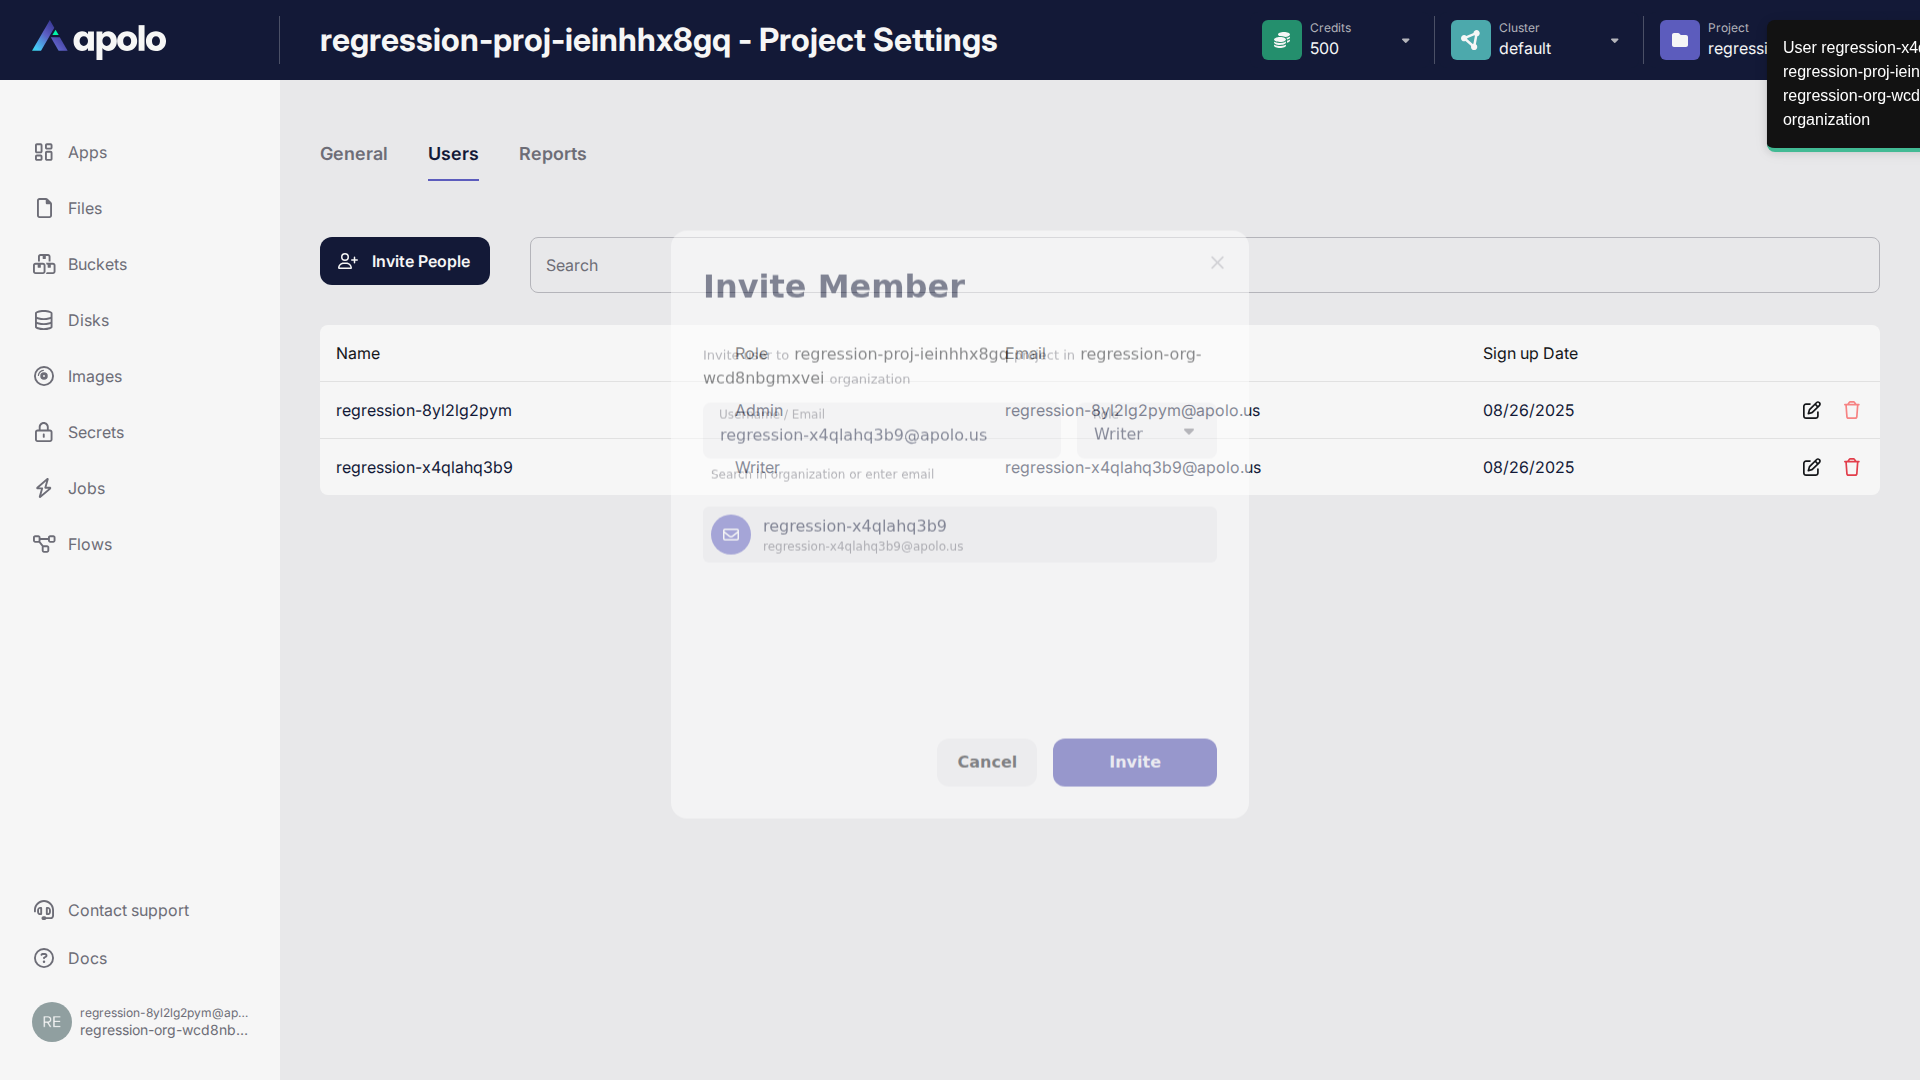 apolo
regression-proj-ieinhhx8gq - Project Settings
Credits
500
Cluster
default
Project
regressi
User regression-x4
regression-proj-iein
regression-org-wcd
organization
Apps
Files
Buckets
Disks
Images
Secrets
Jobs
Flows
Contact support
Docs
RE
regression-8yl2lg2pym@ap...
regression-org-wcd8nb...
General
Users
Reports
Invite People
Search
Name
Role
Email
Sign up Date
regression-8yl2lg2pym
Admin
regression-8yl2lg2pym@apolo.us
08/26/2025
regression-x4qlahq3b9
Writer
regression-x4qlahq3b9@apolo.us
08/26/2025
Invite Member
Invite user to regression-proj-ieinhhx8gq project in regression-org-
wcd8nbgmxvei organization
Username / Email
regression-x4qlahq3b9@apolo.us
Role
Writer
Search in organization or enter email
regression-x4qlahq3b9
regression-x4qlahq3b9@apolo.us
Cancel
Invite